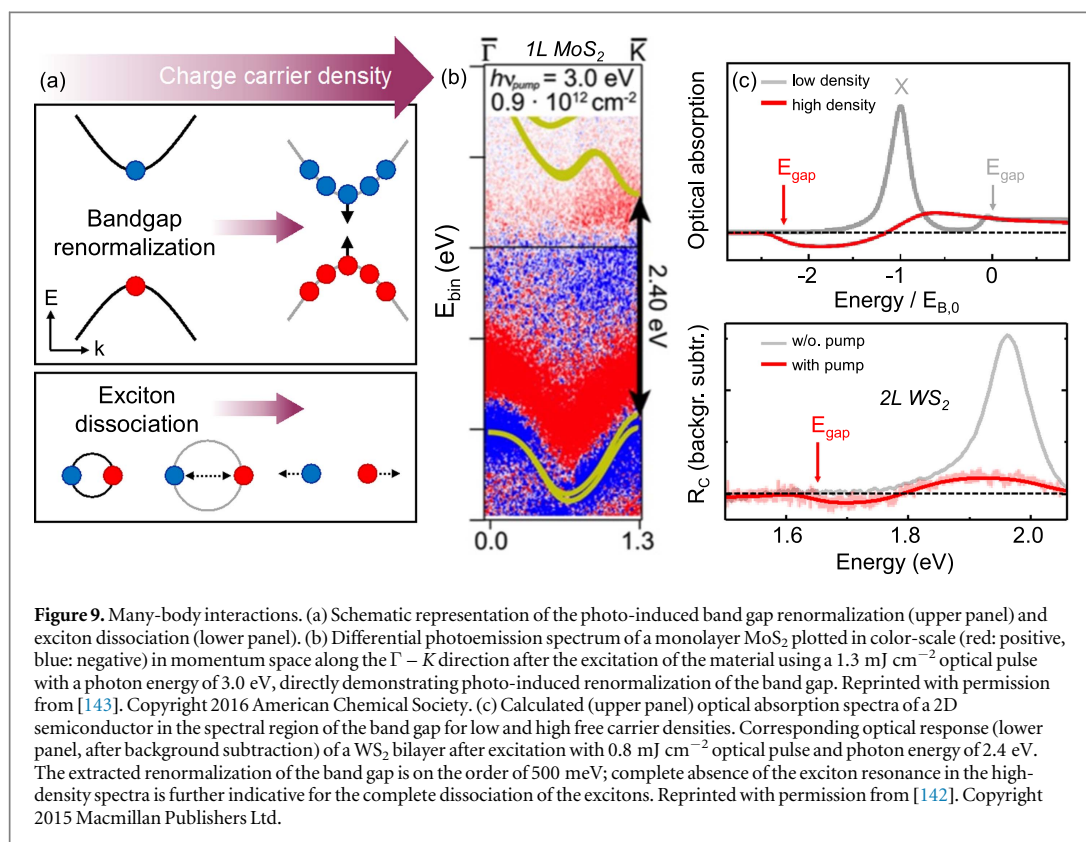 Charge carrier density
(a)
Bandgap
renormalization
E
k
Exciton
dissociation
(b)
Γ̅ 1L MoS₂ K̅
hν_pump = 3.0 eV
0.9 · 10¹² cm⁻²
E_bin (eV)
2.40 eV
0.0 1.3
(c)
low density
high density
X
E_gap
E_gap
Optical absorption
-2 -1 0
Energy / E_B,0
w/o. pump
with pump
2L WS₂
E_gap
R_C (backgr. subtr.)
1.6 1.8 2.0
Energy (eV)
Figure 9. Many-body interactions. (a) Schematic representation of the photo-induced band gap renormalization (upper panel) and
exciton dissociation (lower panel). (b) Differential photoemission spectrum of a monolayer MoS₂ plotted in color-scale (red: positive,
blue: negative) in momentum space along the Γ – K direction after the excitation of the material using a 1.3 mJ cm⁻² optical pulse
with a photon energy of 3.0 eV, directly demonstrating photo-induced renormalization of the band gap. Reprinted with permission
from [143]. Copyright 2016 American Chemical Society. (c) Calculated (upper panel) optical absorption spectra of a 2D
semiconductor in the spectral region of the band gap for low and high free carrier densities. Corresponding optical response (lower
panel, after background subtraction) of a WS₂ bilayer after excitation with 0.8 mJ cm⁻² optical pulse and photon energy of 2.4 eV.
The extracted renormalization of the band gap is on the order of 500 meV; complete absence of the exciton resonance in the high-
density spectra is further indicative for the complete dissociation of the excitons. Reprinted with permission from [142]. Copyright
2015 Macmillan Publishers Ltd.